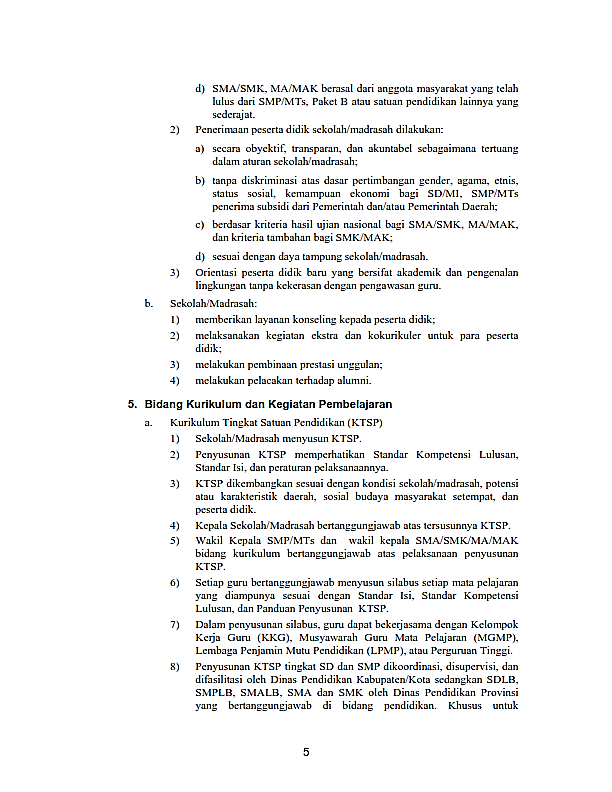 d) SMA/SMK, MA/MAK berasal dari anggota masyarakat yang telah
lulus dari SMP/MTs, Paket B atau satuan pendidikan lainnya yang
sederajat.
2) Penerimaan peserta didik sekolah/madrasah dilakukan:
a) secara obyektif, transparan, dan akuntabel sebagaimana tertuang
dalam aturan sekolah/madrasah;
b) tanpa diskriminasi atas dasar pertimbangan gender, agama, etnis,
status sosial, kemampuan ekonomi bagi SD/MI, SMP/MTs
penerima subsidi dari Pemerintah dan/atau Pemerintah Daerah;
c) berdasar kriteria hasil ujian nasional bagi SMA/SMK, MA/MAK,
dan kriteria tambahan bagi SMK/MAK;
d) sesuai dengan daya tampung sekolah/madrasah.
3) Orientasi peserta didik baru yang bersifat akademik dan pengenalan
lingkungan tanpa kekerasan dengan pengawasan guru.
b. Sekolah/Madrasah:
1) memberikan layanan konseling kepada peserta didik;
2) melaksanakan kegiatan ekstra dan kokurikuler untuk para peserta
didik;
3) melakukan pembinaan prestasi unggulan;
4) melakukan pelacakan terhadap alumni.
5. Bidang Kurikulum dan Kegiatan Pembelajaran
a. Kurikulum Tingkat Satuan Pendidikan (KTSP)
1) Sekolah/Madrasah menyusun KTSP.
2) Penyusunan KTSP memperhatikan Standar Kompetensi Lulusan,
Standar Isi, dan peraturan pelaksanaannya.
3) KTSP dikembangkan sesuai dengan kondisi sekolah/madrasah, potensi
atau karakteristik daerah, sosial budaya masyarakat setempat, dan
peserta didik.
4) Kepala Sekolah/Madrasah bertanggungjawab atas tersusunnya KTSP.
5) Wakil Kepala SMP/MTs dan wakil kepala SMA/SMK/MA/MAK
bidang kurikulum bertanggungjawab atas pelaksanaan penyusunan
KTSP.
6) Setiap guru bertanggungjawab menyusun silabus setiap mata pelajaran
yang diampunya sesuai dengan Standar Isi, Standar Kompetensi
Lulusan, dan Panduan Penyusunan KTSP.
7) Dalam penyusunan silabus, guru dapat bekerjasama dengan Kelompok
Kerja Guru (KKG), Musyawarah Guru Mata Pelajaran (MGMP),
Lembaga Penjamin Mutu Pendidikan (LPMP), atau Perguruan Tinggi.
8) Penyusunan KTSP tingkat SD dan SMP dikoordinasi, disupervisi, dan
difasilitasi oleh Dinas Pendidikan Kabupaten/Kota sedangkan SDLB,
SMPLB, SMALB, SMA dan SMK oleh Dinas Pendidikan Provinsi
yang bertanggungjawab di bidang pendidikan. Khusus untuk
5